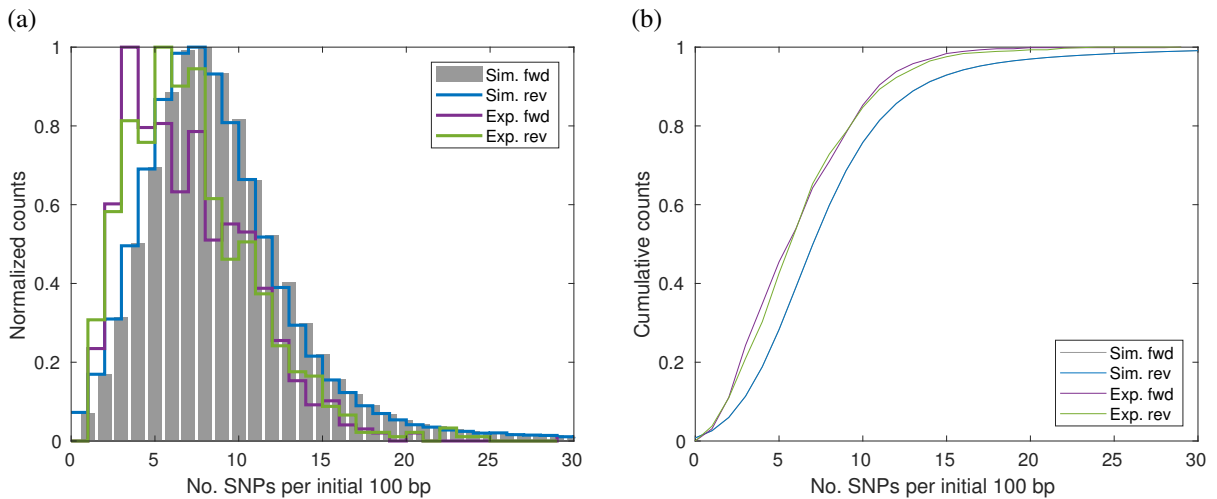 (a)
Normalized counts
1
0.8
0.6
0.4
0.2
0
0 5 10 15 20 25 30
No. SNPs per initial 100 bp
Sim. fwd
Sim. rev
Exp. fwd
Exp. rev
(b)
Cumulative counts
1
0.8
0.6
0.4
0.2
0
0 5 10 15 20 25 30
No. SNPs per initial 100 bp
Sim. fwd
Sim. rev
Exp. fwd
Exp. rev